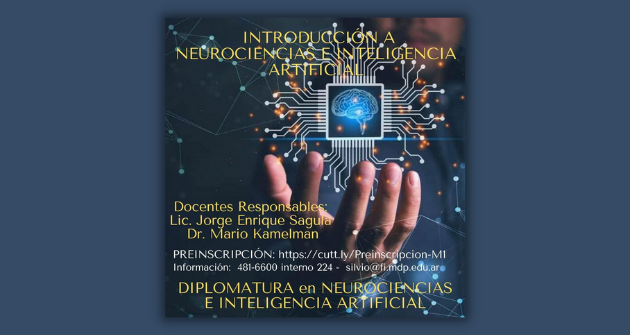 INTRODUCCIÓN A
NEUROCIENCIAS E INTELIGENCIA
ARTIFICIAL
Docentes Responsables:
Lic. Jorge Enrique Sagula
Dr. Mario Kamelman
PREINSCRIPCIÓN: https://cutt.ly/Preinscripcion-M1
Información: 481-6600 interno 224 - silvio@fi.mdp.edu.ar
DIPLOMATURA en NEUROCIENCIAS
E INTELIGENCIA ARTIFICIAL